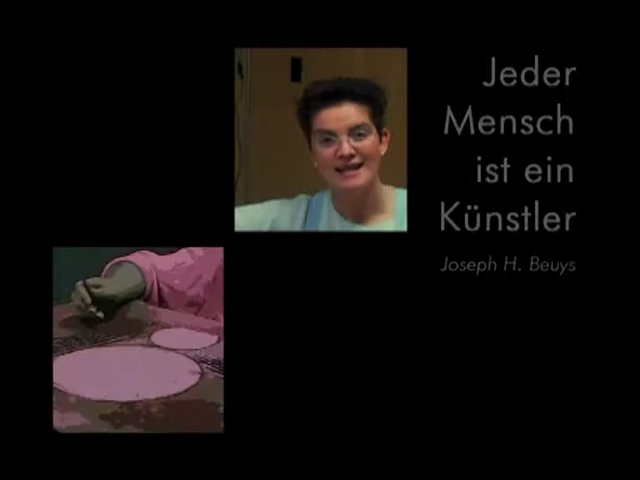 Jeder
Mensch
ist ein
Künstler
Joseph H. Beuys